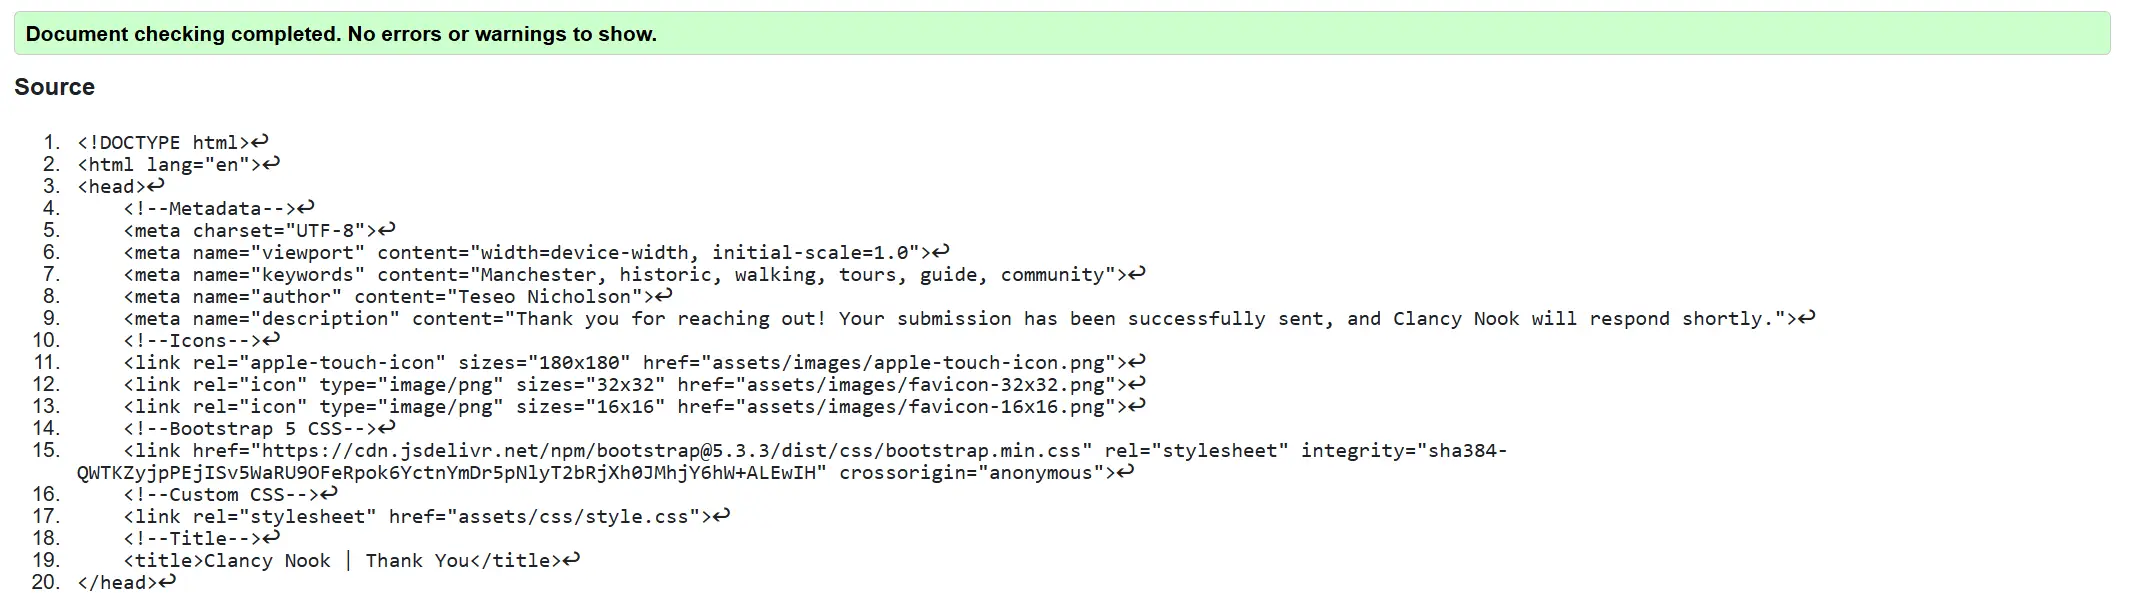 Document checking completed. No errors or warnings to show.
Source
1. <!DOCTYPE html>↩
2. <html lang="en">↩
3. <head>↩
4.     <!--Metadata-->↩
5.     <meta charset="UTF-8">↩
6.     <meta name="viewport" content="width=device-width, initial-scale=1.0">↩
7.     <meta name="keywords" content="Manchester, historic, walking, tours, guide, community">↩
8.     <meta name="author" content="Teseo Nicholson">↩
9.     <meta name="description" content="Thank you for reaching out! Your submission has been successfully sent, and Clancy Nook will respond shortly.">↩
10.     <!--Icons-->↩
11.     <link rel="apple-touch-icon" sizes="180x180" href="assets/images/apple-touch-icon.png">↩
12.     <link rel="icon" type="image/png" sizes="32x32" href="assets/images/favicon-32x32.png">↩
13.     <link rel="icon" type="image/png" sizes="16x16" href="assets/images/favicon-16x16.png">↩
14.     <!--Bootstrap 5 CSS-->↩
15.     <link href="https://cdn.jsdelivr.net/npm/bootstrap@5.3.3/dist/css/bootstrap.min.css" rel="stylesheet" integrity="sha384-
QWTKZyjpPEjISv5WaRU9OFeRpok6YctnYmDr5pNlyT2bRjXh0JMhjY6hW+ALEwIH" crossorigin="anonymous">↩
16.     <!--Custom CSS-->↩
17.     <link rel="stylesheet" href="assets/css/style.css">↩
18.     <!--Title-->↩
19.     <title>Clancy Nook | Thank You</title>↩
20. </head>↩